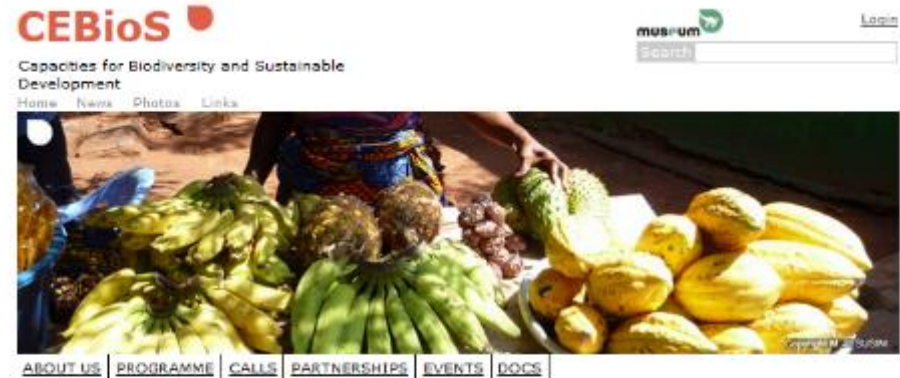 CEBioS
museum
Login
Search
Capacities for Biodiversity and Sustainable
Development
Home News Photos Links
Copyright M.
ABOUT US PROGRAMME CALLS PARTNERSHIPS EVENTS DOCS